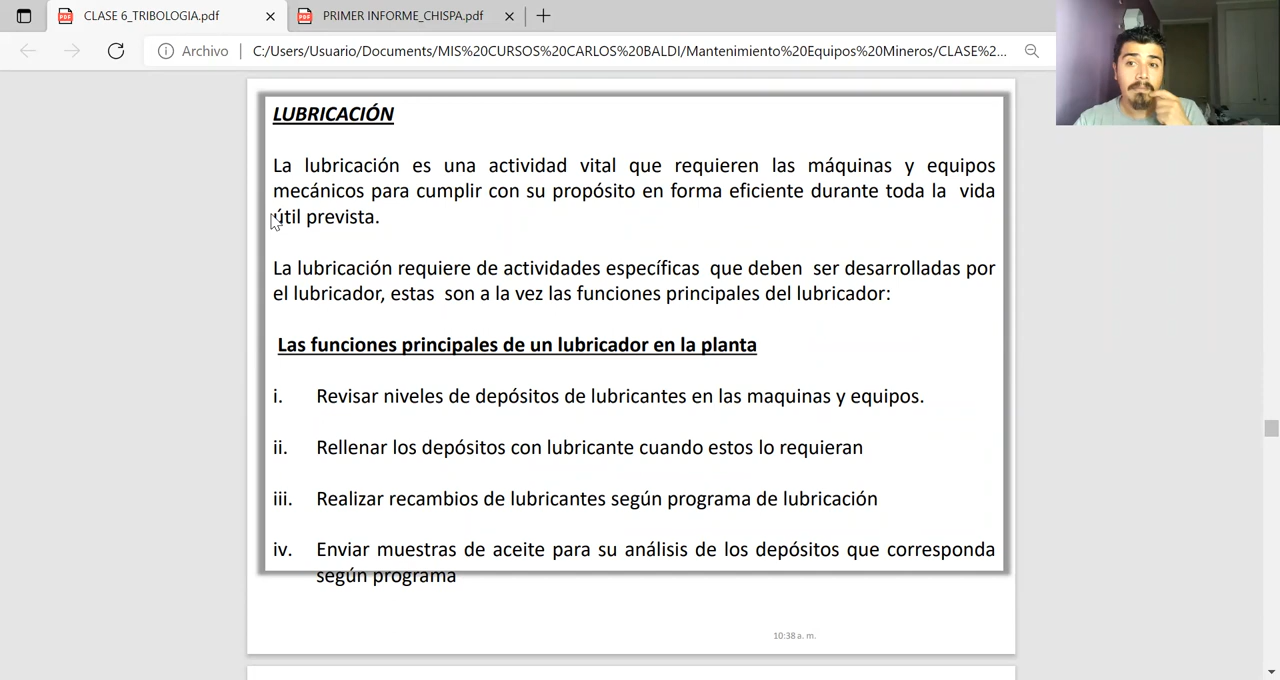 CLASE 6_TRIBOLOGIA.pdf
PRIMER INFORME_CHISPA.pdf
Archivo
C:/Users/Usuario/Documents/MIS%20CURSOS%20CARLOS%20BALDI/Mantenimiento%20Equipos%20Mineros/CLASE%2...
LUBRICACIÓN
La lubricación es una actividad vital que requieren las máquinas y equipos
mecánicos para cumplir con su propósito en forma eficiente durante toda la vida
útil prevista.
La lubricación requiere de actividades específicas que deben ser desarrolladas por
el lubricador, estas son a la vez las funciones principales del lubricador:
Las funciones principales de un lubricador en la planta
i. Revisar niveles de depósitos de lubricantes en las maquinas y equipos.
ii. Rellenar los depósitos con lubricante cuando estos lo requieran
iii. Realizar recambios de lubricantes según programa de lubricación
iv. Enviar muestras de aceite para su análisis de los depósitos que corresponda
según programa
10:38 a. m.